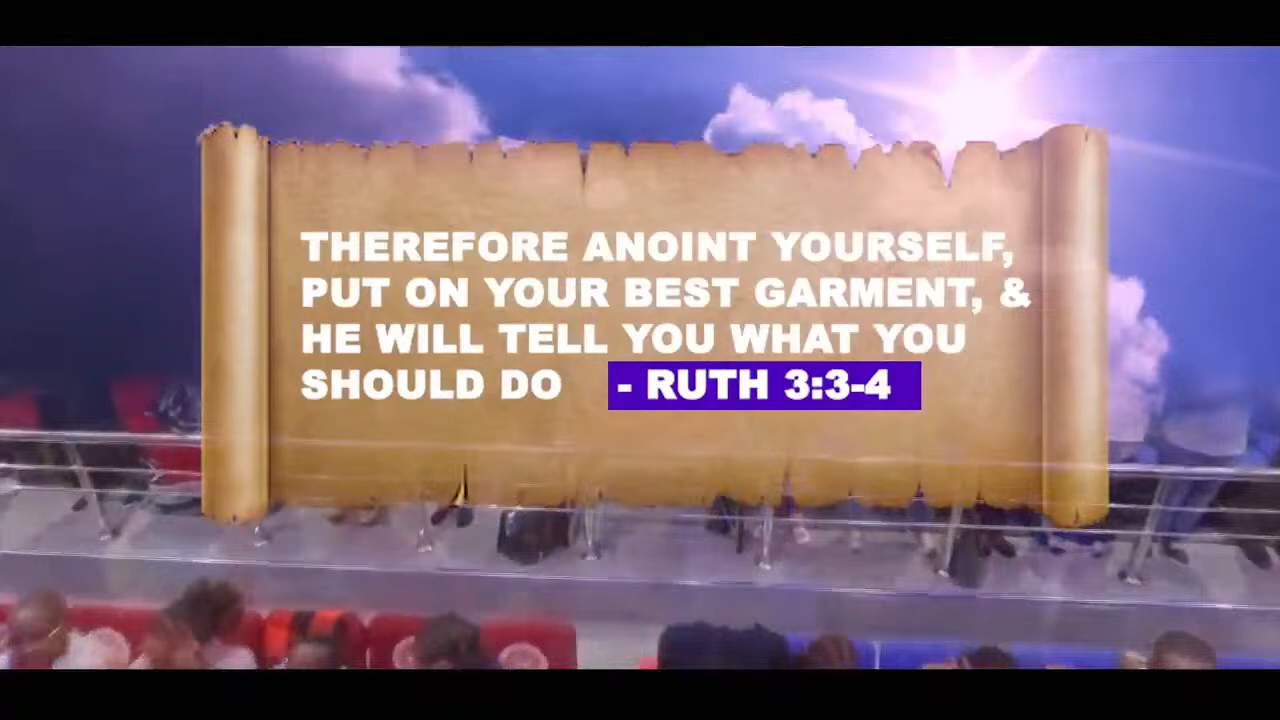 THEREFORE ANOINT YOURSELF,
PUT ON YOUR BEST GARMENT, &
HE WILL TELL YOU WHAT YOU
SHOULD DO - RUTH 3:3-4